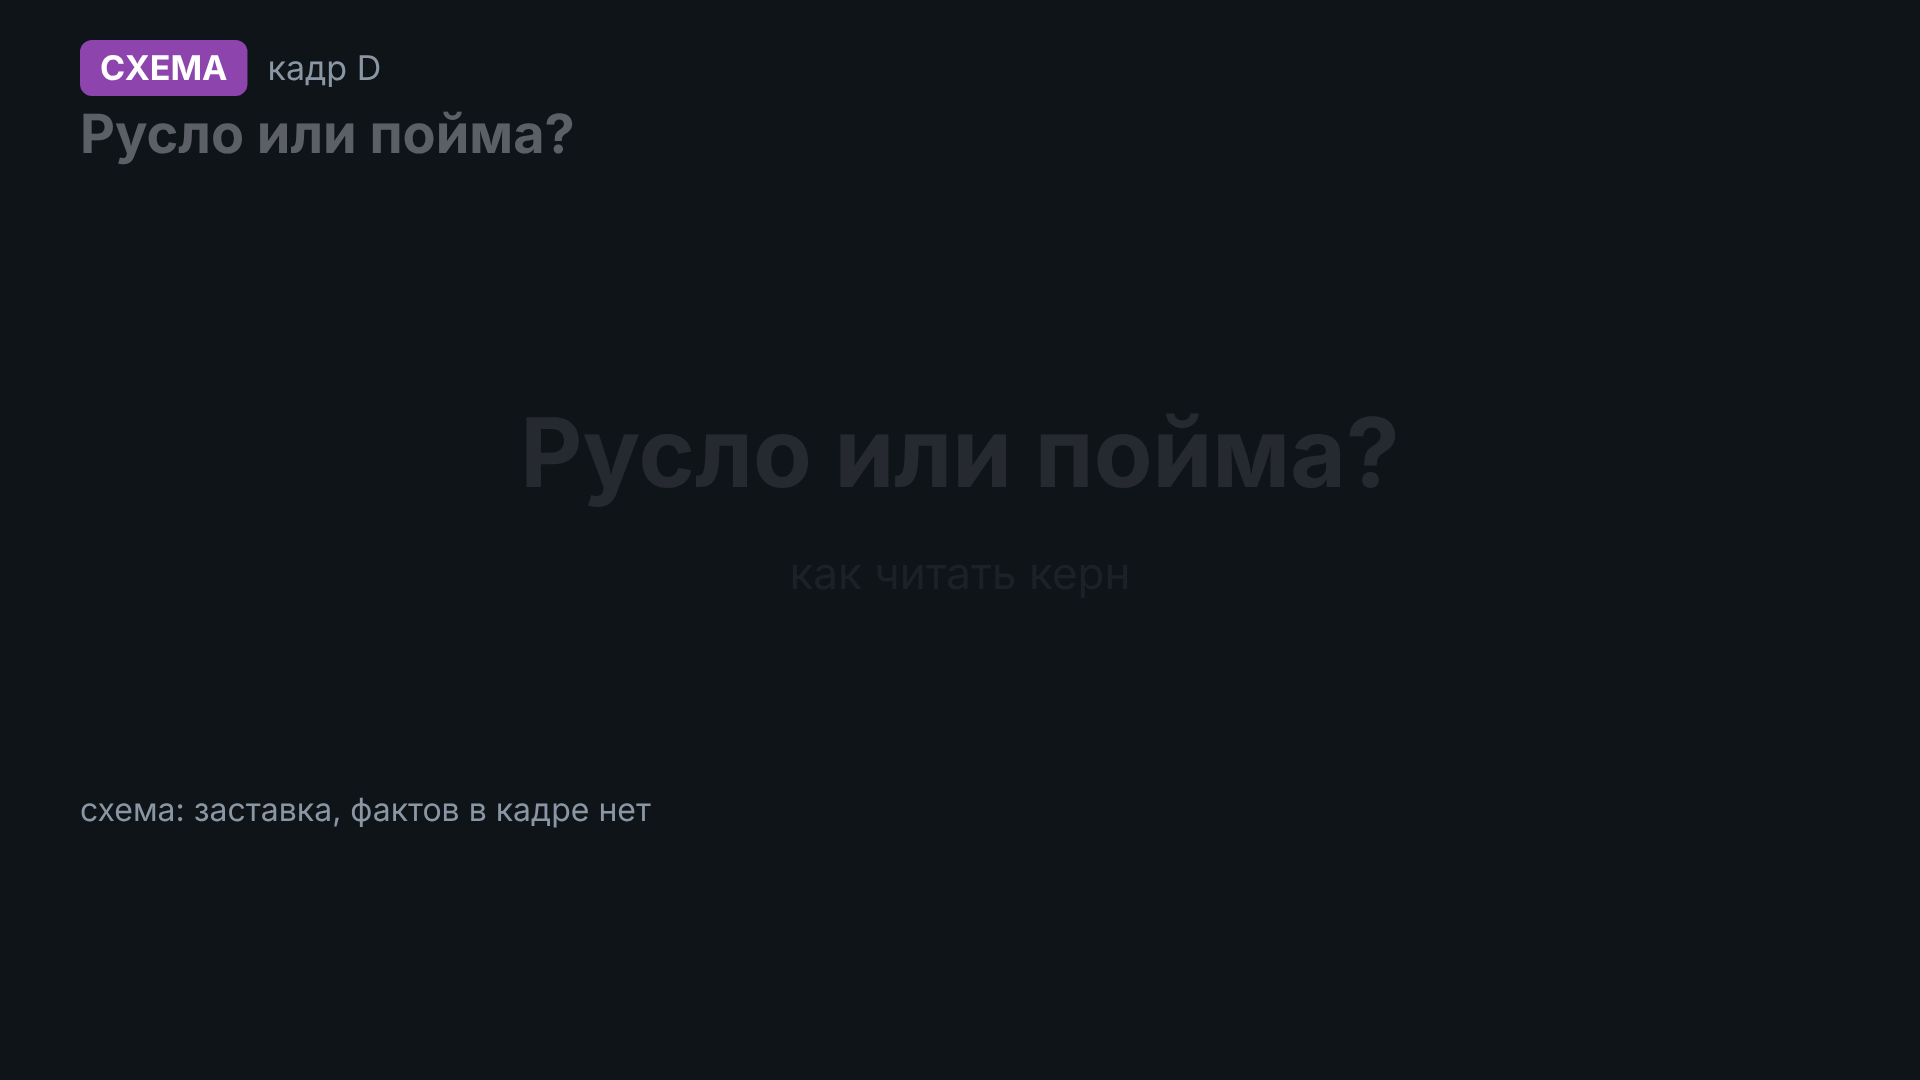 СХЕМА кадр D
Русло или пойма?
Русло или пойма?
как читать керн
схема: заставка, фактов в кадре нет